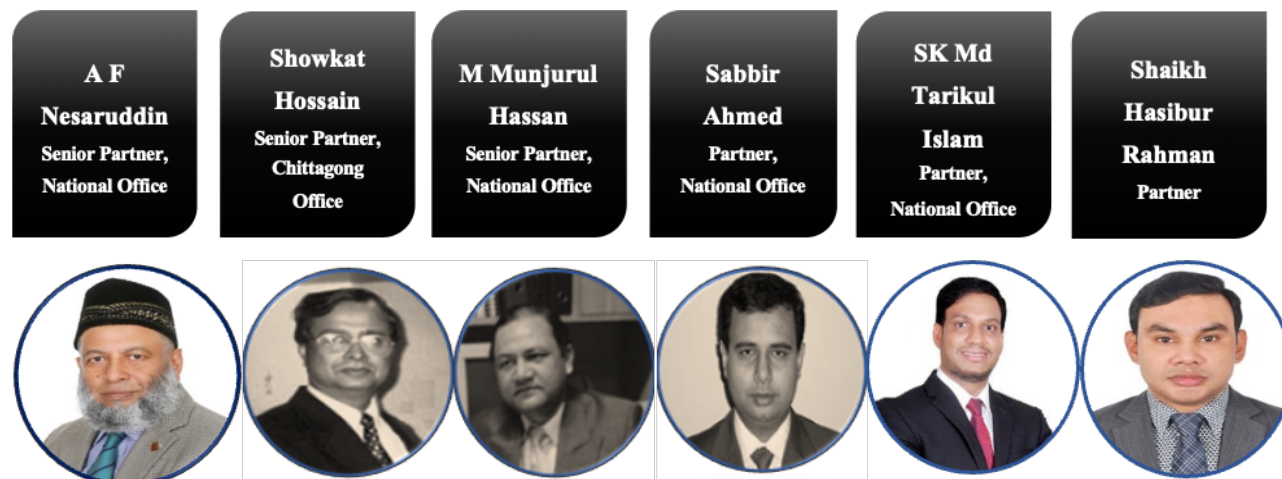 A F
Nesaruddin
Senior Partner,
National Office
Showkat
Hossain
Senior Partner,
Chittagong
Office
M Munjurul
Hassan
Senior Partner,
National Office
Sabbir
Ahmed
Partner,
National Office
SK Md
Tarikul
Islam
Partner,
National Office
Shaikh
Hasibur
Rahman
Partner